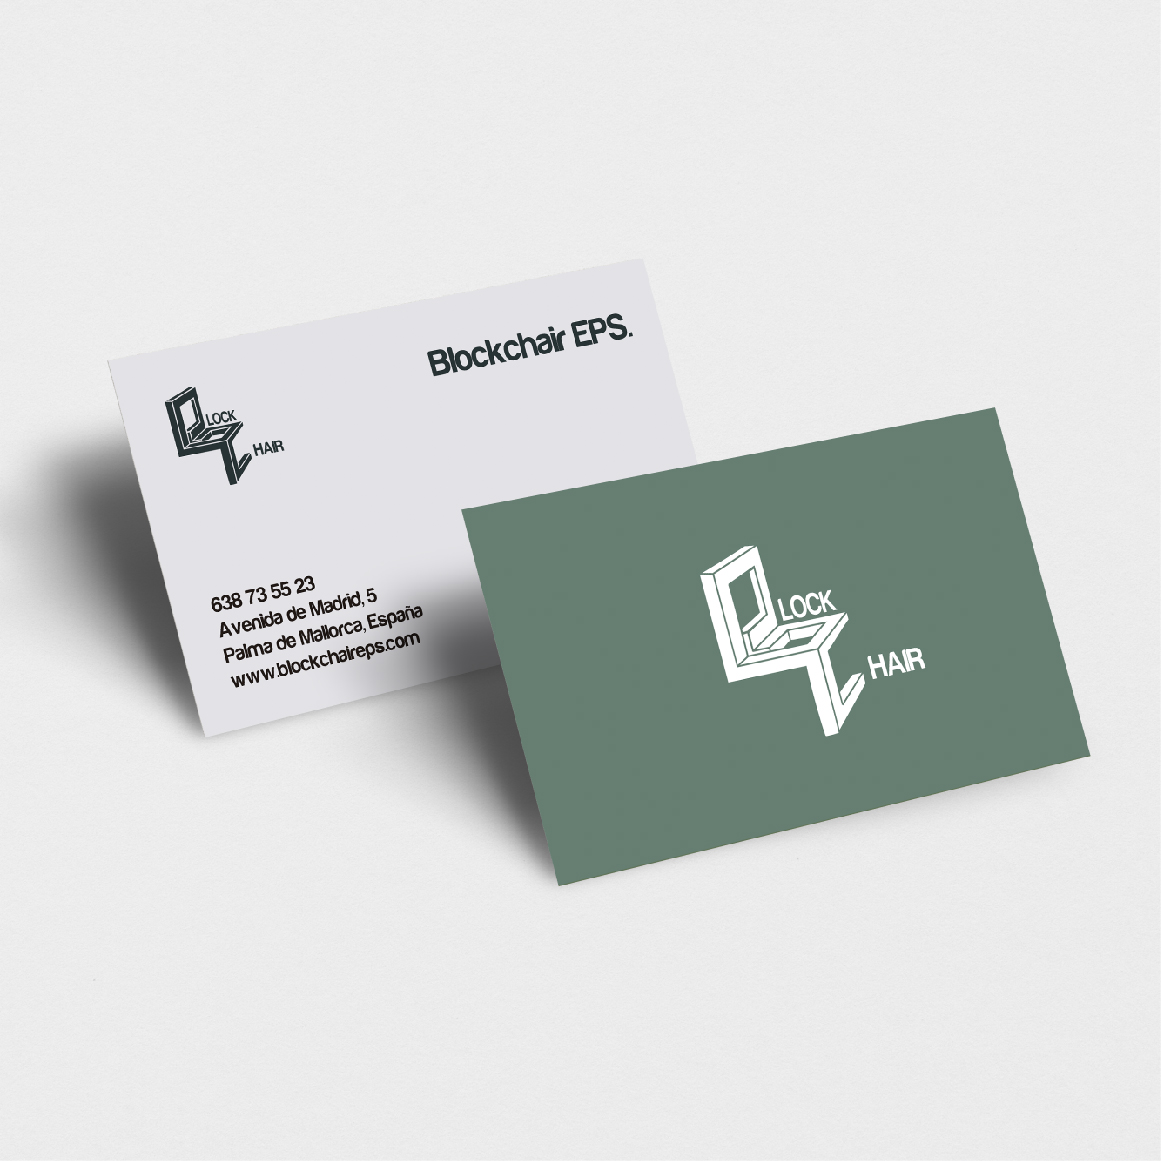 Blockchair EPS.
LOCK
HAIR
638 73 55 23
Avenida de Madrid, 5
Palma de Mallorca, España
www.blockchaireps.com
LOCK
HAIR